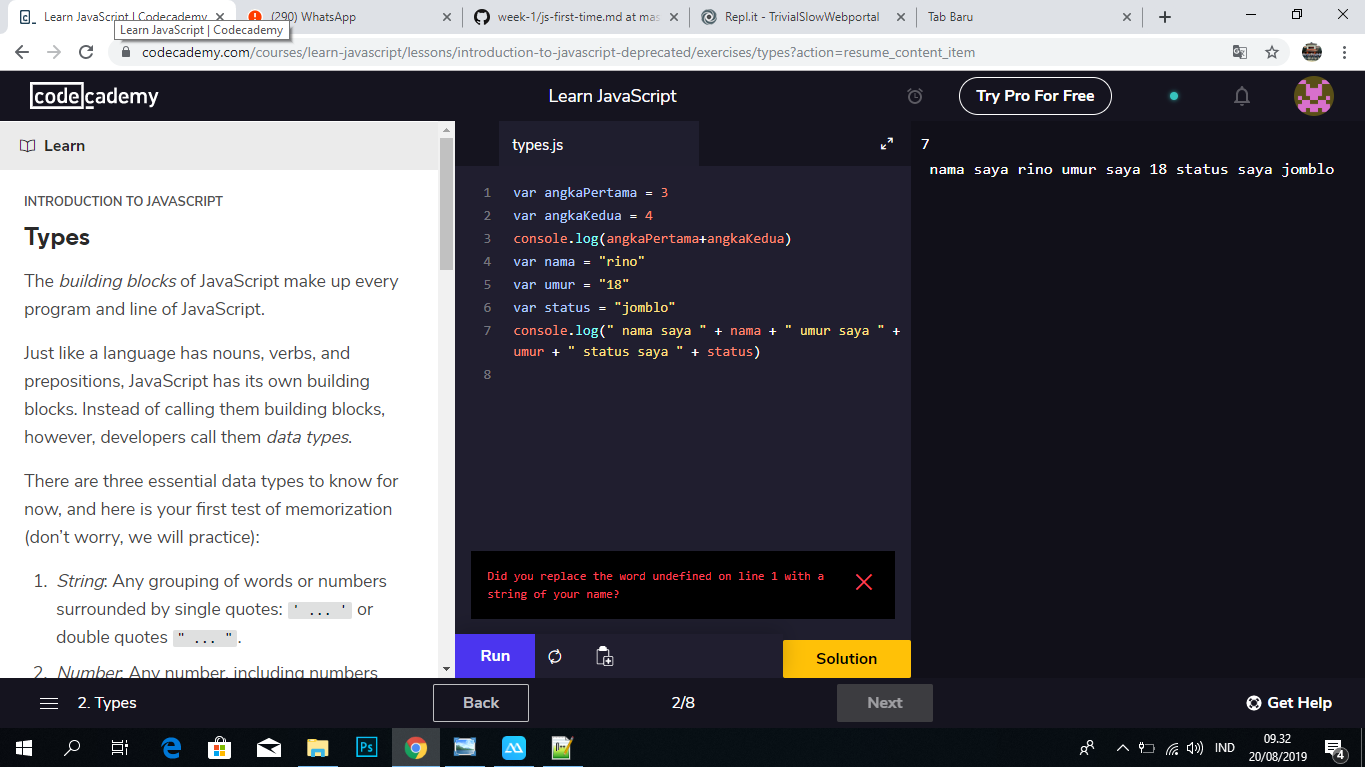 Learn JavaScript | Codecademy
(290) WhatsApp
week-1/js-first-time.md at mas
Repl.it - TrivialSlowWebportal
Tab Baru
Learn JavaScript | Codecademy
codecademy.com/courses/learn-javascript/lessons/introduction-to-javascript-deprecated/exercises/types?action=resume_content_item
codecademy
Learn JavaScript
Try Pro For Free
Learn
types.js
INTRODUCTION TO JAVASCRIPT
Types
The building blocks of JavaScript make up every
program and line of JavaScript.
Just like a language has nouns, verbs, and
prepositions, JavaScript has its own building
blocks. Instead of calling them building blocks,
however, developers call them data types.
There are three essential data types to know for
now, and here is your first test of memorization
(don't worry, we will practice):
1. String: Any grouping of words or numbers
surrounded by single quotes: ' ... ' or
double quotes " ... ".
2. Number: Any number, including numbers
1 var angkaPertama = 3
2 var angkaKedua = 4
3 console.log(angkaPertama+angkaKedua)
4 var nama = "rino"
5 var umur = "18"
6 var status = "jomblo"
7 console.log(" nama saya " + nama + " umur saya " +
umur + " status saya " + status)
8
Did you replace the word undefined on line 1 with a
string of your name?
Run
Solution
7
nama saya rino umur saya 18 status saya jomblo
2. Types
Back
2/8
Next
Get Help
Ps
IND
09.32
20/08/2019
4